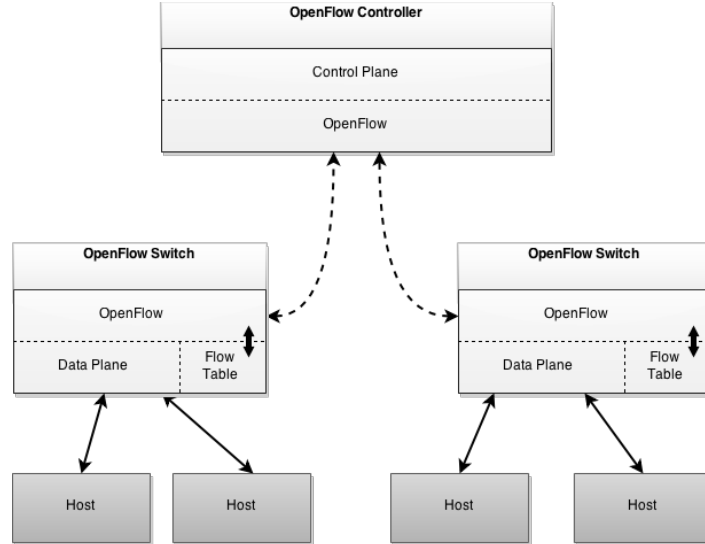 OpenFlow Controller
Control Plane
OpenFlow
OpenFlow Switch
OpenFlow
Data Plane
Flow
Table
OpenFlow Switch
OpenFlow
Data Plane
Flow
Table
Host
Host
Host
Host